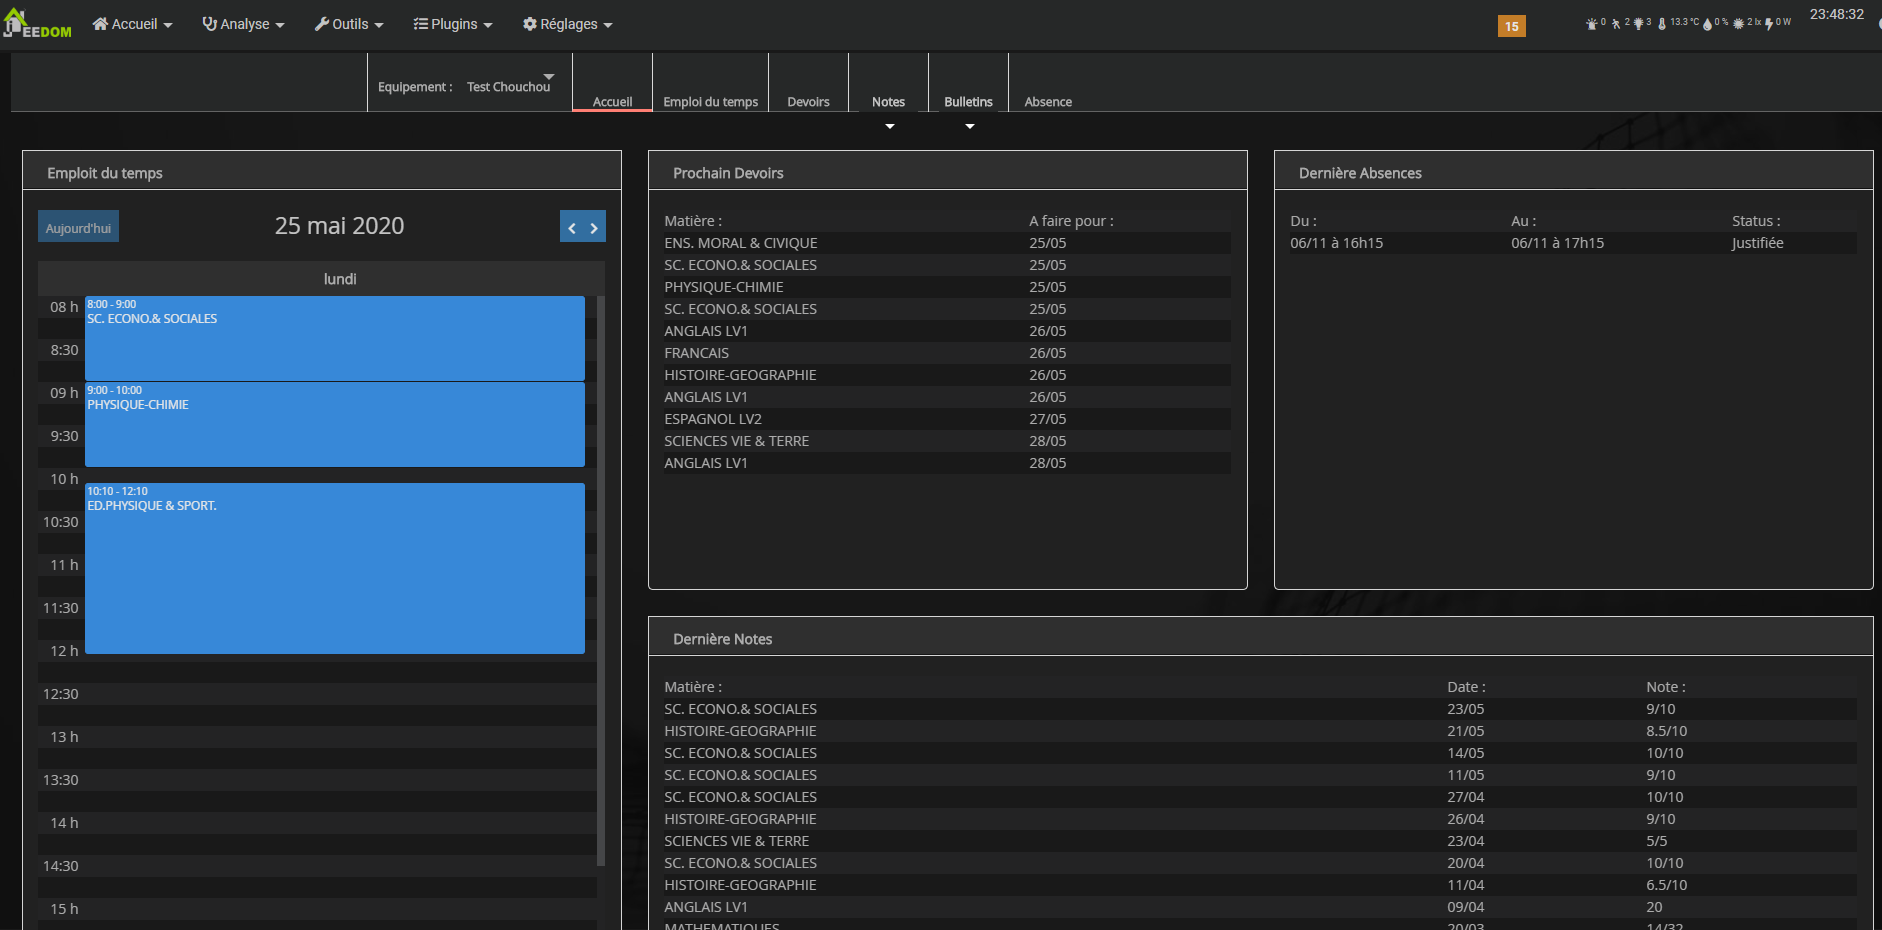 JEEDOM Accueil Analyse Outils Plugins Réglages 15 0 2 3 13.3 °C 0 % 2 lx 0 W 23:48:32
Equipement : Test Chouchou Accueil Emploi du temps Devoirs Notes Bulletins Absence
Emploit du temps
Aujourd'hui 25 mai 2020
lundi
08 h 8:00 - 9:00
SC. ECONO.& SOCIALES
8:30
09 h 9:00 - 10:00
PHYSIQUE-CHIMIE
9:30
10 h
10:10 - 12:10
ED.PHYSIQUE & SPORT.
10:30
11 h
11:30
12 h
12:30
13 h
13:30
14 h
14:30
15 h
Prochain Devoirs
Matière : A faire pour :
ENS. MORAL & CIVIQUE 25/05
SC. ECONO.& SOCIALES 25/05
PHYSIQUE-CHIMIE 25/05
SC. ECONO.& SOCIALES 25/05
ANGLAIS LV1 26/05
FRANCAIS 26/05
HISTOIRE-GEOGRAPHIE 26/05
ANGLAIS LV1 26/05
ESPAGNOL LV2 27/05
SCIENCES VIE & TERRE 28/05
ANGLAIS LV1 28/05
Dernière Absences
Du : Au : Status :
06/11 à 16h15 06/11 à 17h15 Justifiée
Dernière Notes
Matière : Date : Note :
SC. ECONO.& SOCIALES 23/05 9/10
HISTOIRE-GEOGRAPHIE 21/05 8.5/10
SC. ECONO.& SOCIALES 14/05 10/10
SC. ECONO.& SOCIALES 11/05 9/10
SC. ECONO.& SOCIALES 27/04 10/10
HISTOIRE-GEOGRAPHIE 26/04 9/10
SCIENCES VIE & TERRE 23/04 5/5
SC. ECONO.& SOCIALES 20/04 10/10
HISTOIRE-GEOGRAPHIE 11/04 6.5/10
ANGLAIS LV1 09/04 20
MATHEMATIQUES 20/03 14/32